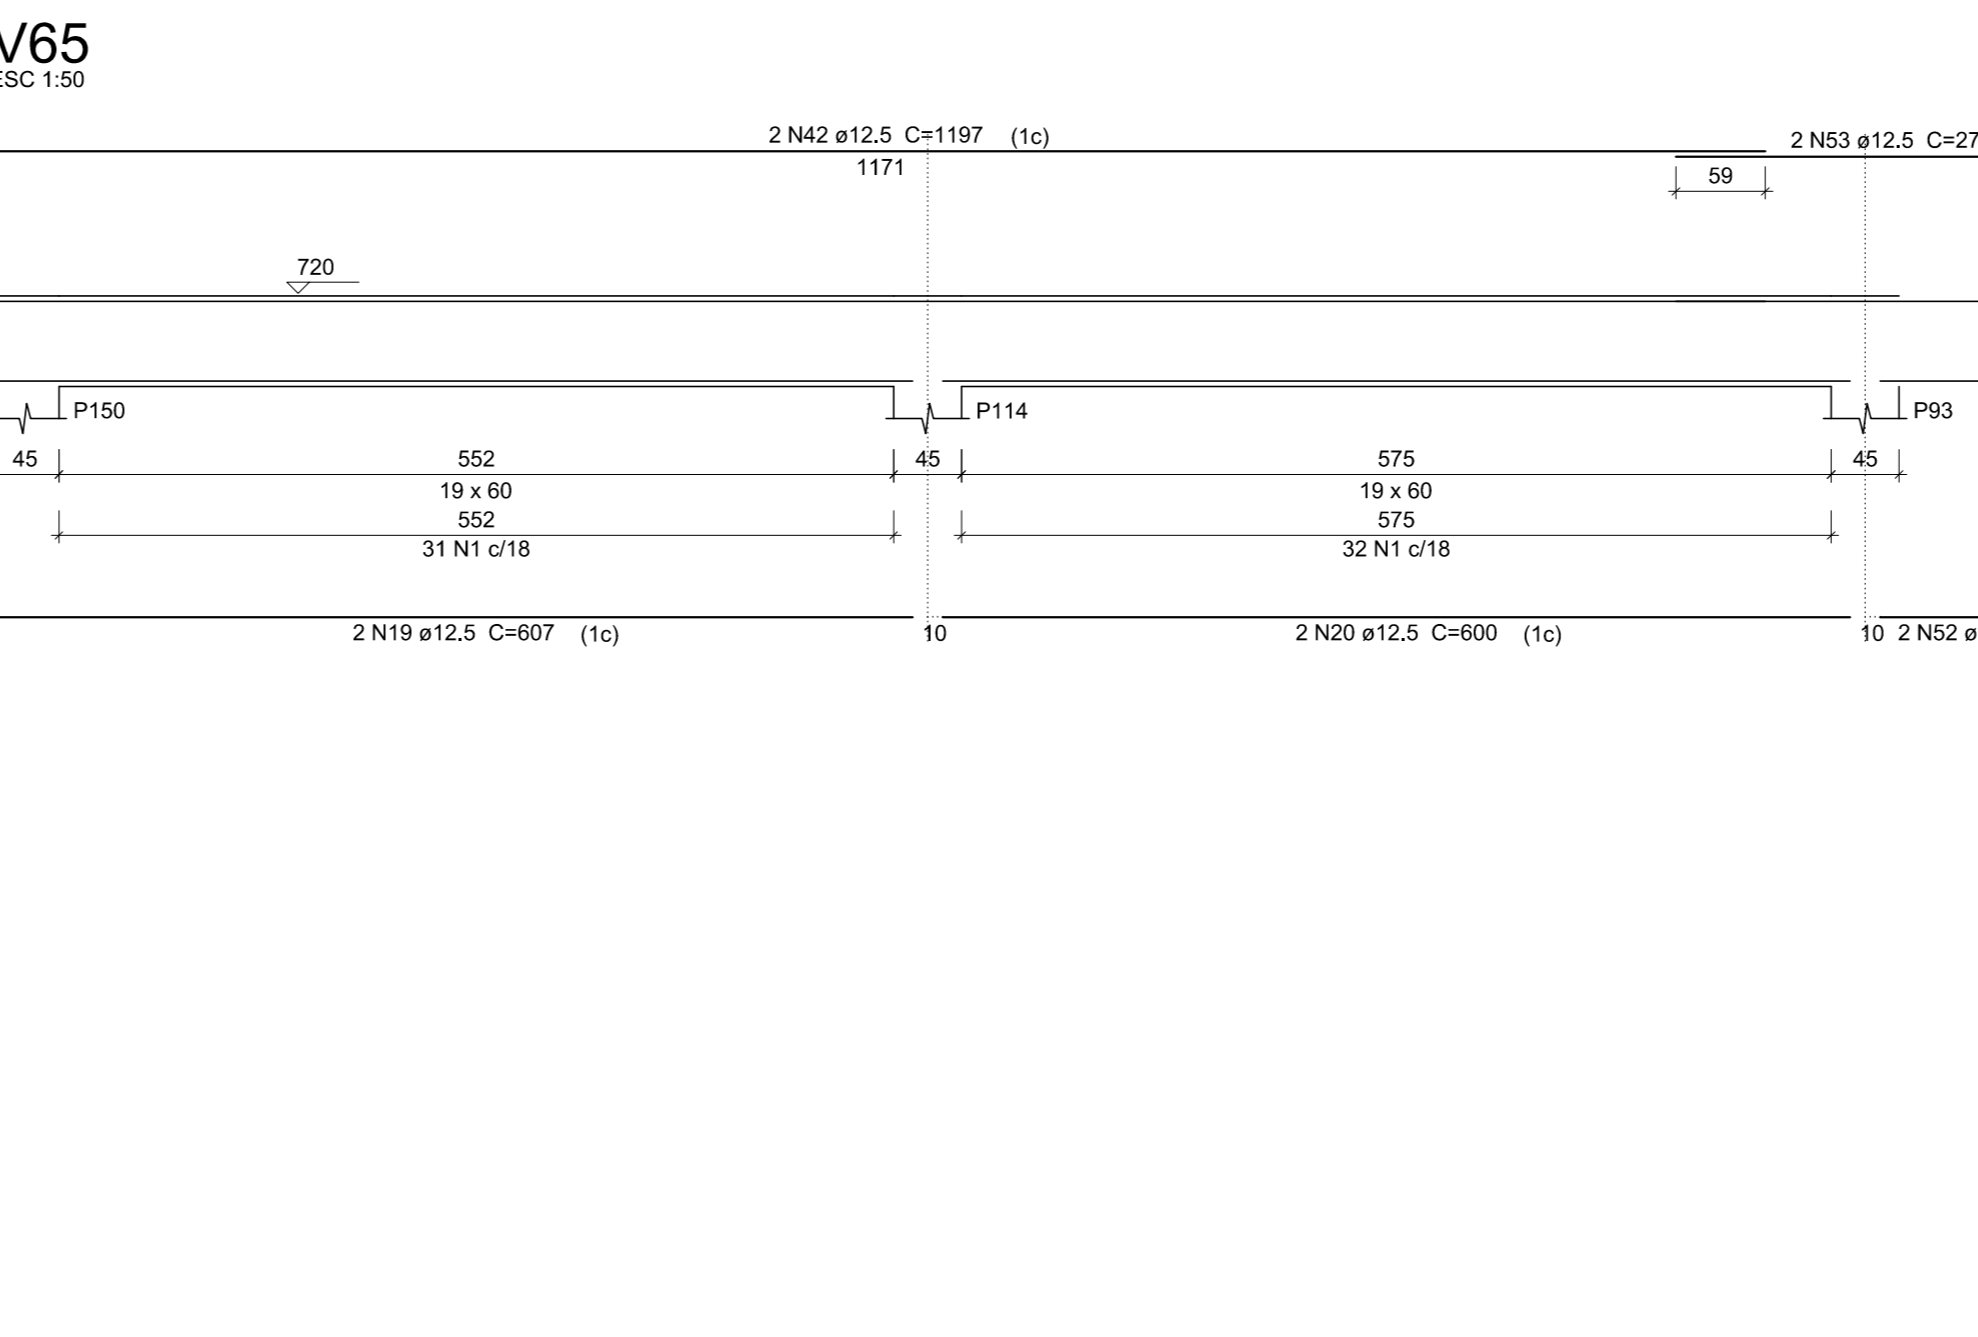 V65
ESC 1:50
2 N42 ø12.5 C=1197 (1c)
1171
2 N53 ø12.5 C=27
59
720
P150
P114
P93
45
552
45
575
45
19 x 60
19 x 60
552
575
31 N1 c/18
32 N1 c/18
2 N19 ø12.5 C=607 (1c)
10
2 N20 ø12.5 C=600 (1c)
10
2 N52 ø